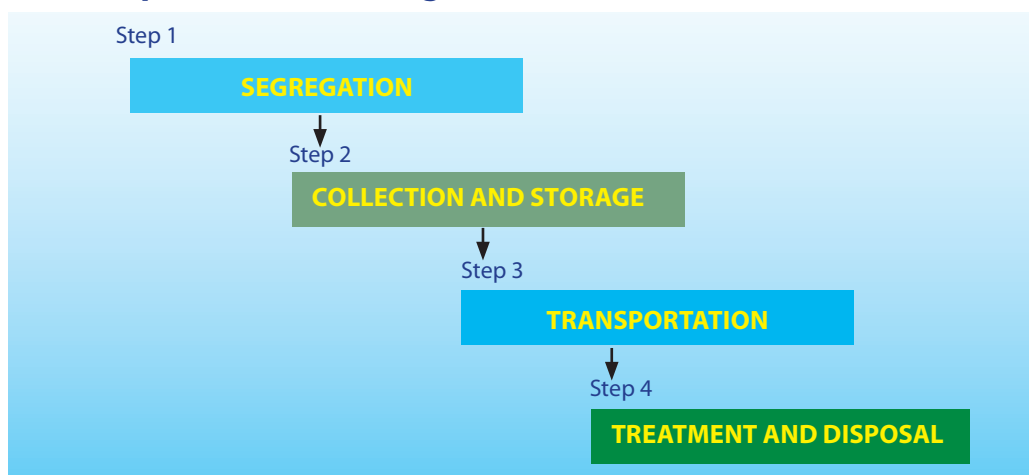 Step 1
SEGREGATION
Step 2
COLLECTION AND STORAGE
Step 3
TRANSPORTATION
Step 4
TREATMENT AND DISPOSAL